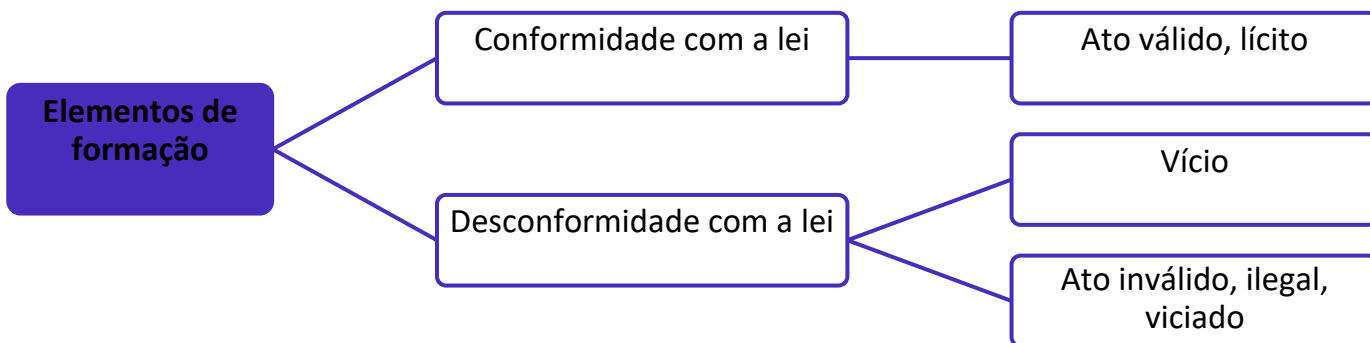 Elementos de
formação
Conformidade com a lei
Ato válido, lícito
Desconformidade com a lei
Vício
Ato inválido, ilegal,
viciado